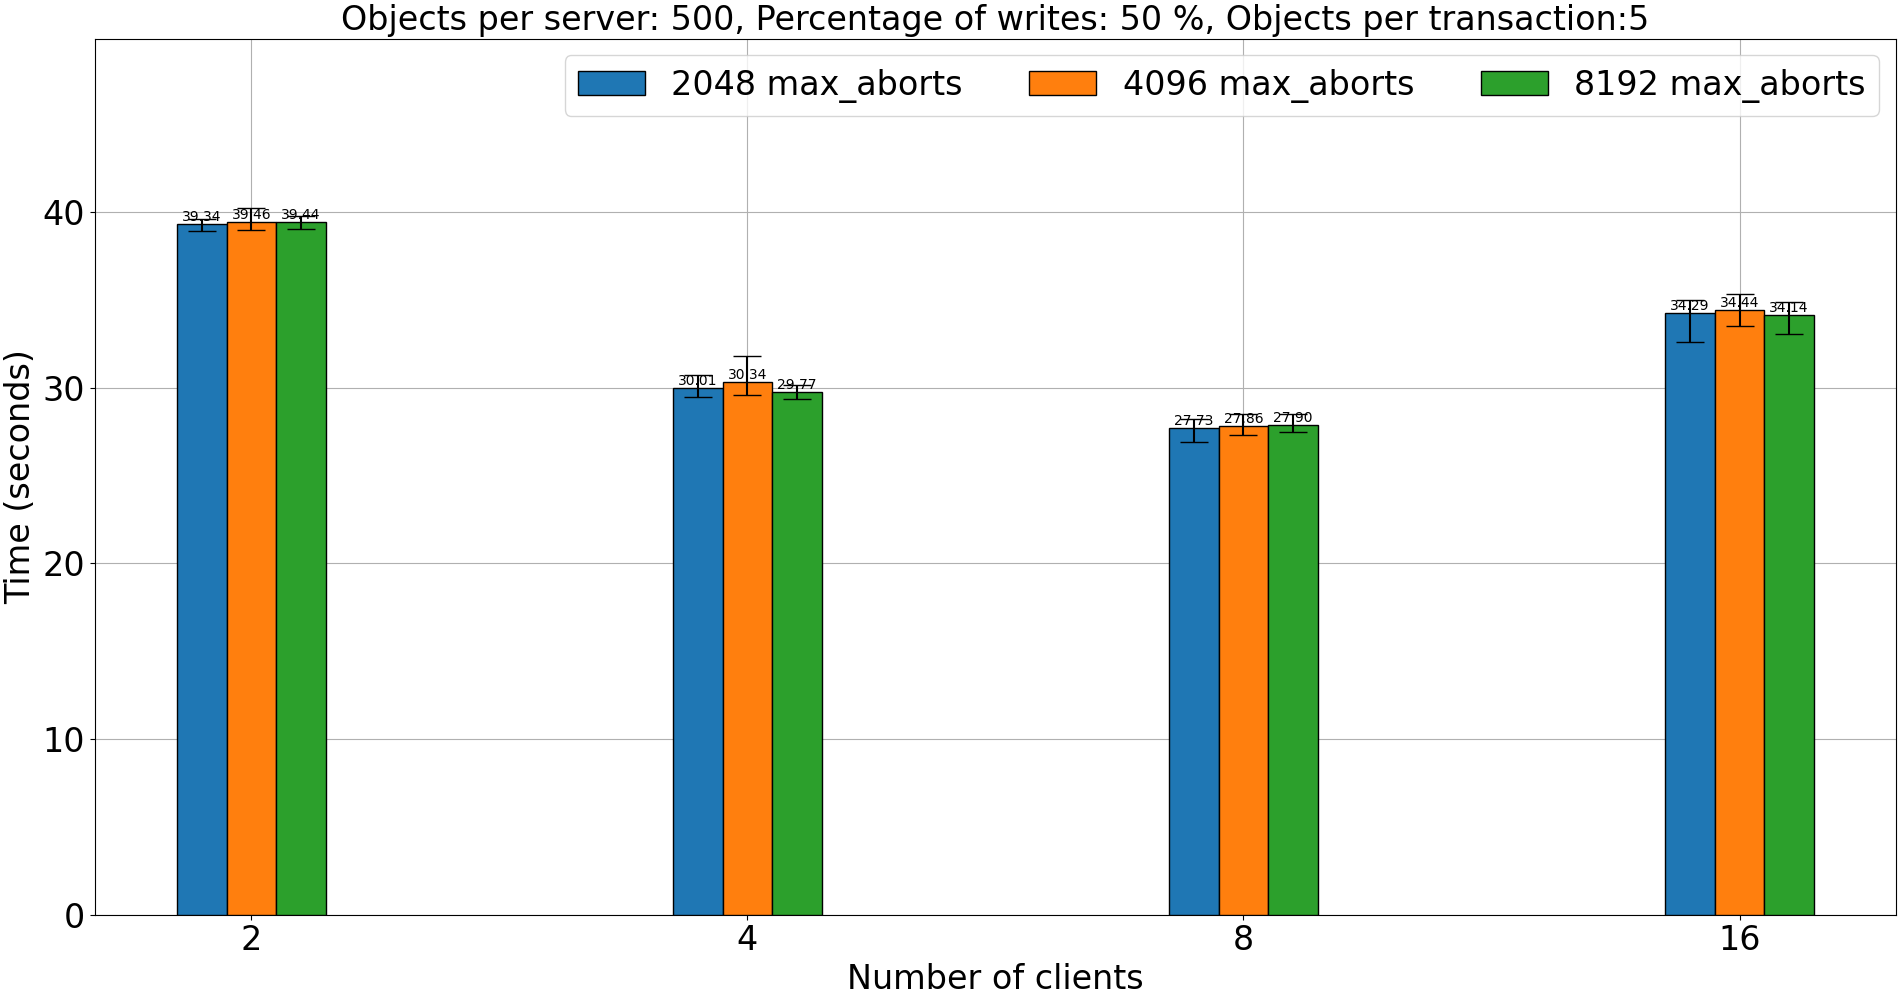 Objects per server: 500, Percentage of writes: 50 %, Objects per transaction:5
2048 max_aborts 4096 max_aborts 8192 max_aborts
Time (seconds)
40
30
20
10
0
39.34 39.46 39.44
30.01 30.34 29.77
27.73 27.86 27.90
34.29 34.44 34.14
2 4 8 16
Number of clients